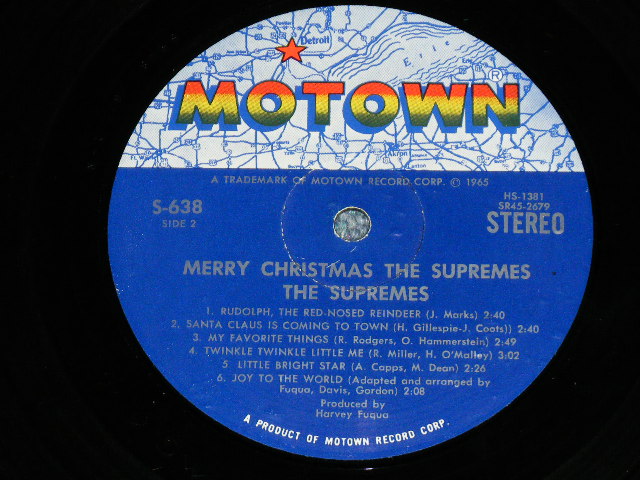 Detroit
Erie
MOTOWN®
Akron
Canton
A TRADEMARK OF MOTOWN RECORD CORP. © 1965
S-638
SIDE 2
HS-1381
SR45-2679
STEREO
MERRY CHRISTMAS THE SUPREMES
THE SUPREMES
1. RUDOLPH, THE RED-NOSED REINDEER (J. Marks) 2:40
2. SANTA CLAUS IS COMING TO TOWN (H. Gillespie-J. Coots)) 2:40
3. MY FAVORITE THINGS (R. Rodgers, O. Hammerstein) 2:49
4. TWINKLE TWINKLE LITTLE ME (R. Miller, H. O'Malley) 3:02
5 LITTLE BRIGHT STAR (A. Capps, M. Dean) 2:26
6. JOY TO THE WORLD (Adapted and arranged by
Fuqua, Davis, Gordon) 2:08
Produced by
Harvey Fuqua
A PRODUCT OF MOTOWN RECORD CORP.